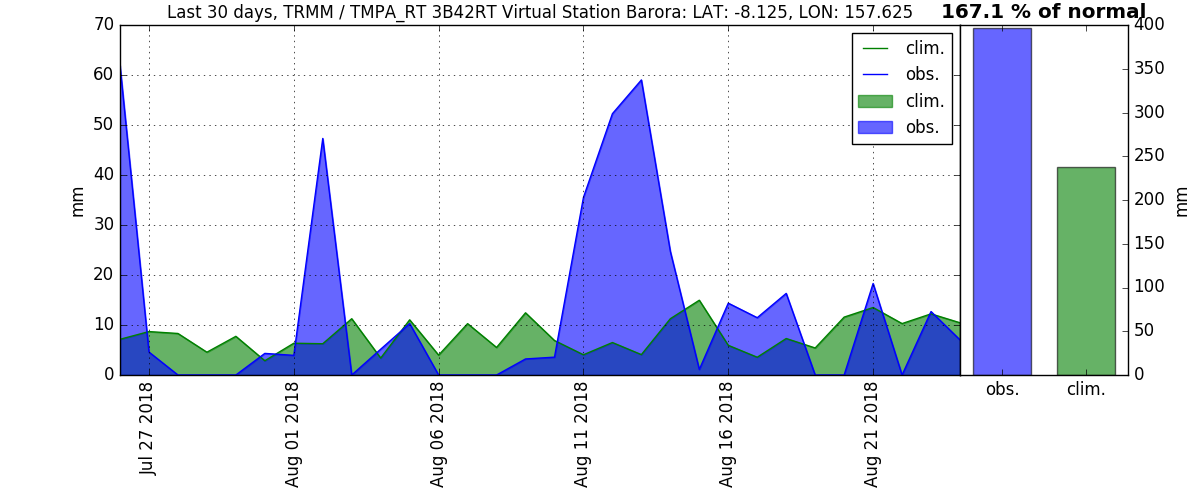 Last 30 days, TRMM / TMPA_RT 3B42RT Virtual Station Barora: LAT: -8.125, LON: 157.625
167.1 % of normal
70
60
50
40
30
20
10
0
mm
clim.
obs.
clim.
obs.
Jul 27 2018
Aug 01 2018
Aug 06 2018
Aug 11 2018
Aug 16 2018
Aug 21 2018
400
350
300
250
200
150
100
50
0
mm
obs.
clim.